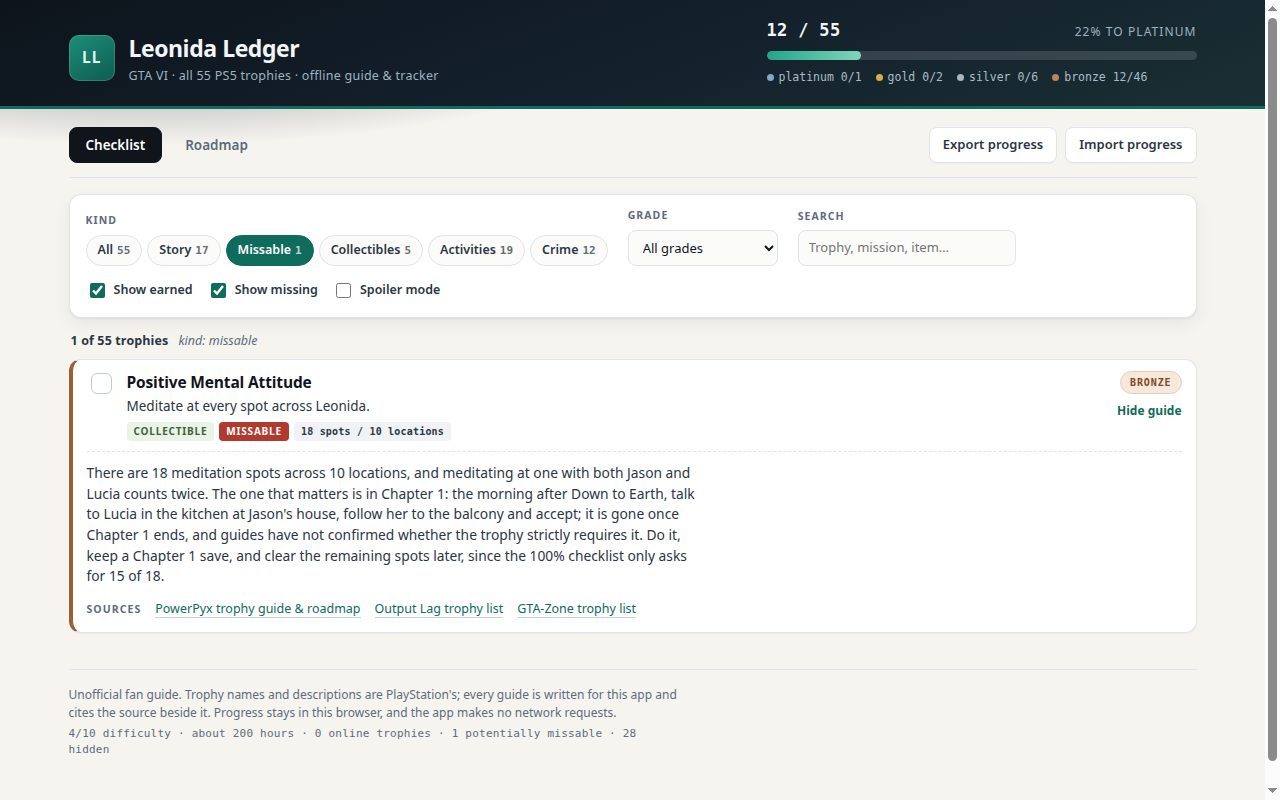 LL
Leonida Ledger
GTA VI · all 55 PS5 trophies · offline guide & tracker
12 / 55
22% TO PLATINUM
platinum 0/1 gold 0/2 silver 0/6 bronze 12/46
Checklist
Roadmap
Export progress
Import progress
KIND
All 55
Story 17
Missable 1
Collectibles 5
Activities 19
Crime 12
GRADE
All grades
SEARCH
Trophy, mission, item...
Show earned
Show missing
Spoiler mode
1 of 55 trophies kind: missable
Positive Mental Attitude
BRONZE
Meditate at every spot across Leonida.
Hide guide
COLLECTIBLE MISSABLE 18 spots / 10 locations
There are 18 meditation spots across 10 locations, and meditating at one with both Jason and
Lucia counts twice. The one that matters is in Chapter 1: the morning after Down to Earth, talk
to Lucia in the kitchen at Jason's house, follow her to the balcony and accept; it is gone once
Chapter 1 ends, and guides have not confirmed whether the trophy strictly requires it. Do it,
keep a Chapter 1 save, and clear the remaining spots later, since the 100% checklist only asks
for 15 of 18.
SOURCES PowerPyx trophy guide & roadmap Output Lag trophy list GTA-Zone trophy list
Unofficial fan guide. Trophy names and descriptions are PlayStation's; every guide is written for this app and
cites the source beside it. Progress stays in this browser, and the app makes no network requests.
4/10 difficulty · about 200 hours · 0 online trophies · 1 potentially missable · 28
hidden